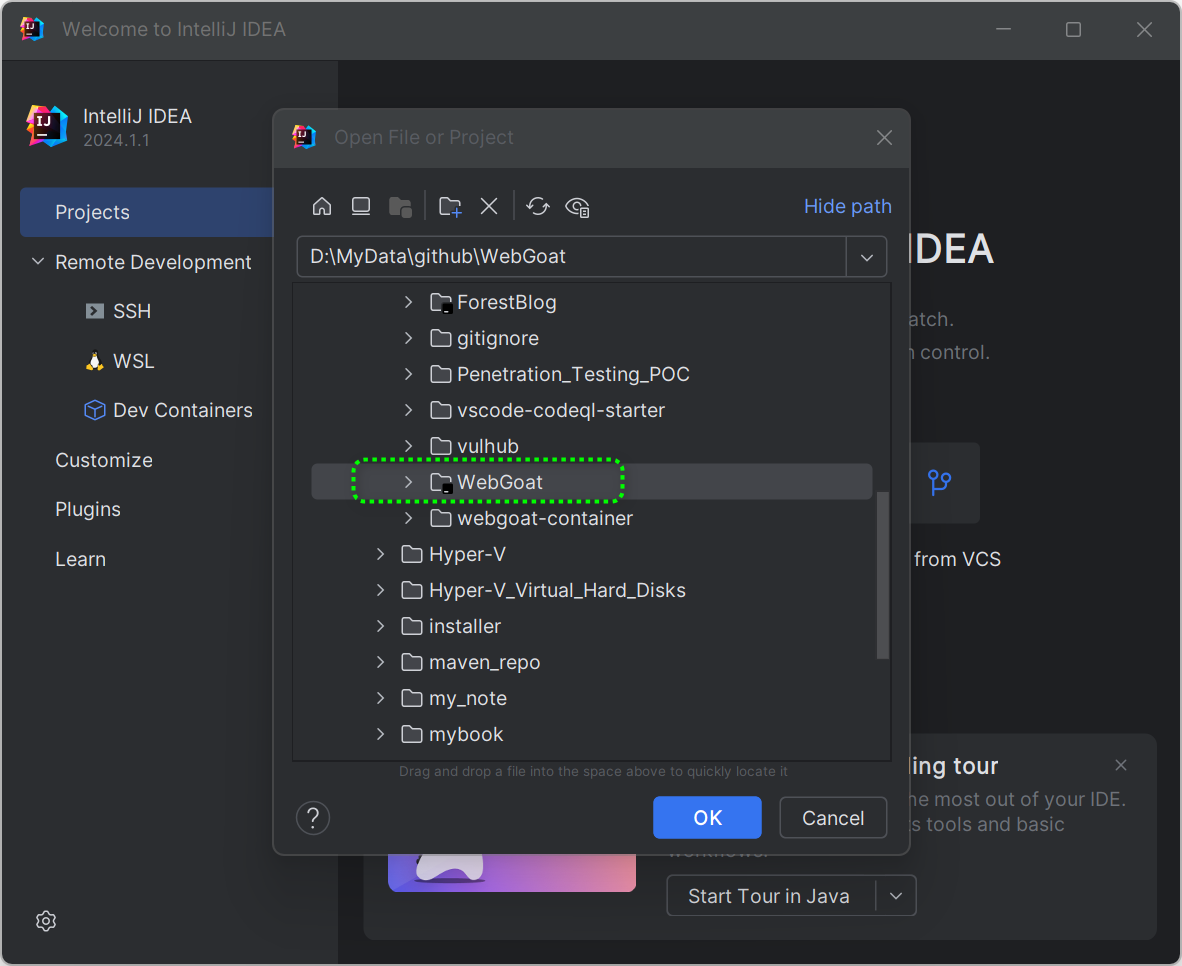 Welcome to IntelliJ IDEA
IntelliJ IDEA
2024.1.1
Projects
Remote Development
SSH
WSL
Dev Containers
Customize
Plugins
Learn
Open File or Project
Hide path
D:\MyData\github\WebGoat
ForestBlog
gitignore
Penetration_Testing_POC
vscode-codeql-starter
vulhub
WebGoat
webgoat-container
Hyper-V
Hyper-V_Virtual_Hard_Disks
installer
maven_repo
my_note
mybook
Drag and drop a file into the space above to quickly locate it
?
OK
Cancel
IDEA
control.
from VCS
tour
most out of your IDE.
tools and basic
Start Tour in Java